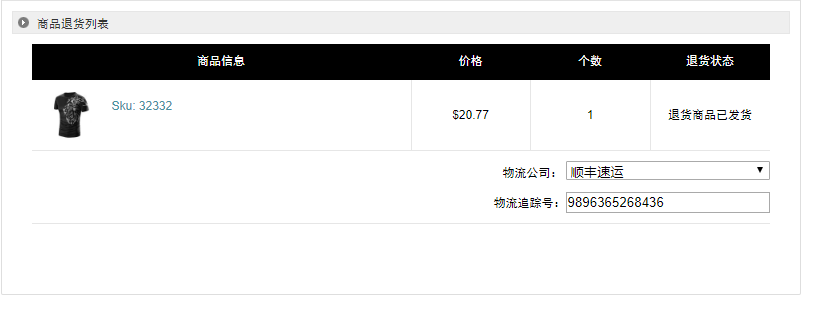 商品退货列表
商品信息 价格 个数 退货状态
Sku: 32332
$20.77 1 退货商品已发货
物流公司： 顺丰速运
物流追踪号： 9896365268436